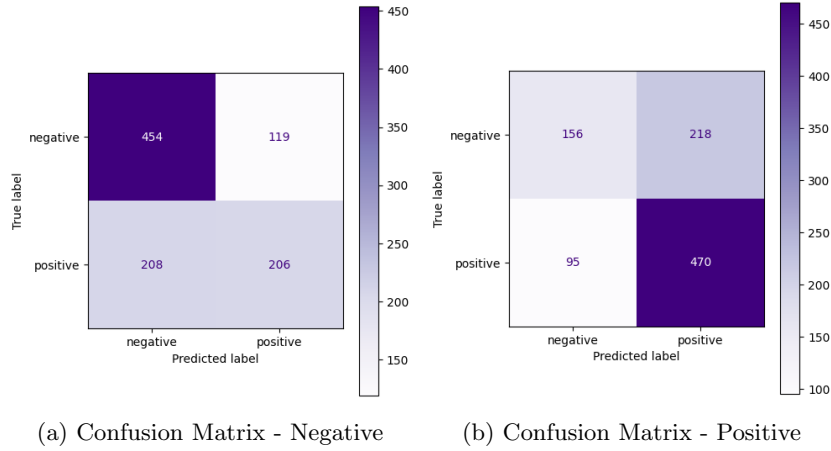 450
400
350
300
250
200
150
negative
positive
True label
454 119
208 206
negative positive
Predicted label
450
400
350
300
250
200
150
100
negative
positive
True label
156 218
95 470
negative positive
Predicted label
(a) Confusion Matrix - Negative
(b) Confusion Matrix - Positive